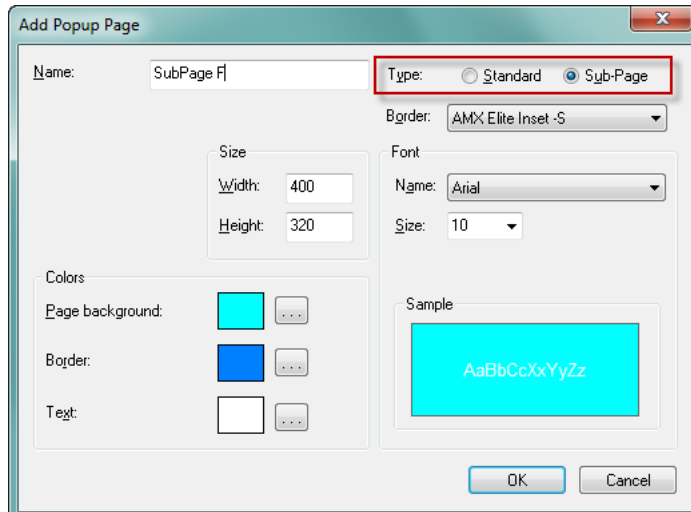 Add Popup Page
Name: SubPage F
Type: Standard Sub-Page
Border: AMX Elite Inset -S
Size
Width: 400
Height: 320
Font
Name: Arial
Size: 10
Colors
Page background: ...
Border: ...
Text: ...
Sample
AaBbCcXxYyZz
OK Cancel